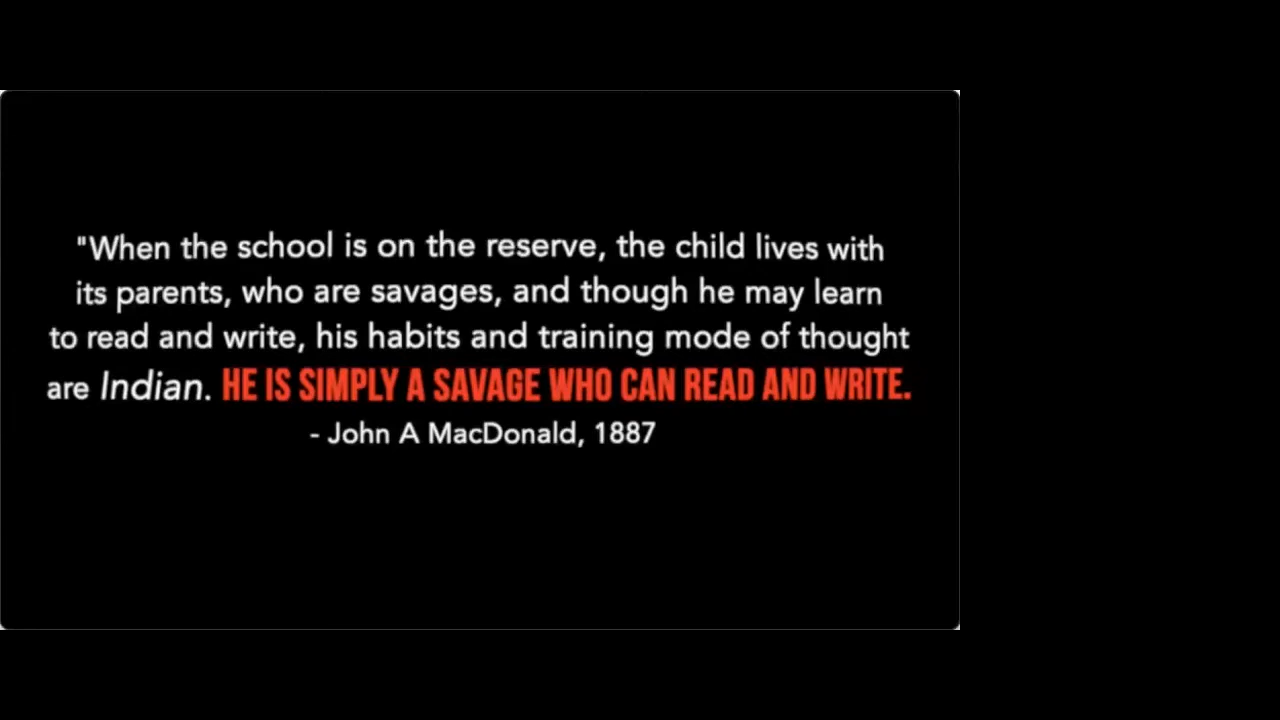 "When the school is on the reserve, the child lives with
its parents, who are savages, and though he may learn
to read and write, his habits and training mode of thought
are Indian. HE IS SIMPLY A SAVAGE WHO CAN READ AND WRITE.
- John A MacDonald, 1887